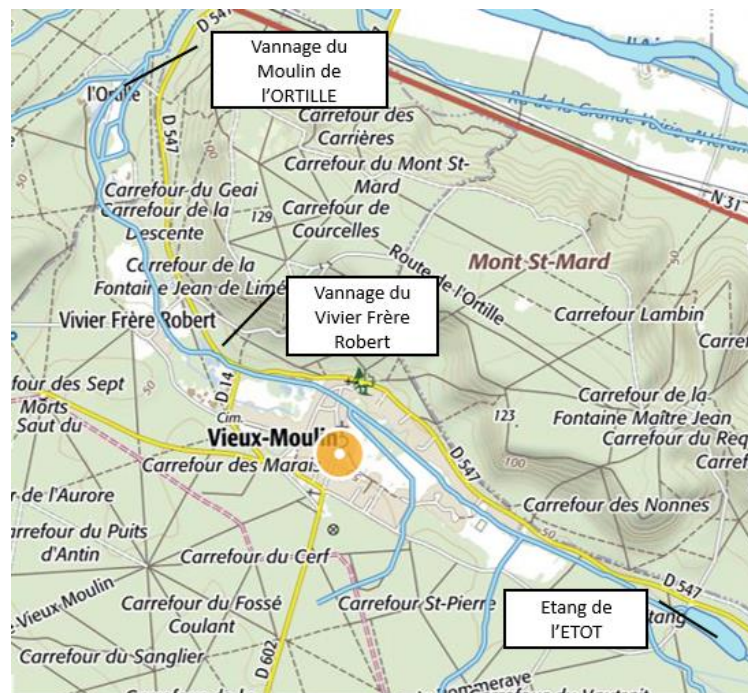 D 547
Vannage du
Moulin de
l'ORTILLE
l'Ortille
D 547
Carrefour des
Carrières
Carrefour du Mont St-
Mard
Carrefour du Geai
Carrefour de la
Descente
129
Carrefour de
Courcelles
100
50
N 31
Mont St-Mard
Route de l'Ortille
Carrefour de la
Fontaine Jean de
Vannage du
Vivier Frère
Robert
Vivier Frère Robert
Carrefour Lambin
50
four des Sept
Morts
Saut du
50
D 14
Cim.
Vieux-Moulin
Carrefour des Marais
123
Carrefour de la
Fontaine Maître Jean
Carrefour du
100
D 547
de l'Aurore
Carrefour des Nonnes
50
du Puits
d'Antin
Carrefour du Cerf
Vieux Moulin
Carrefour du Fossé
Coulant
Carrefour St-Pierre
D 547
Etang de
l'ETOT
D 602
Carrefour du Sanglier